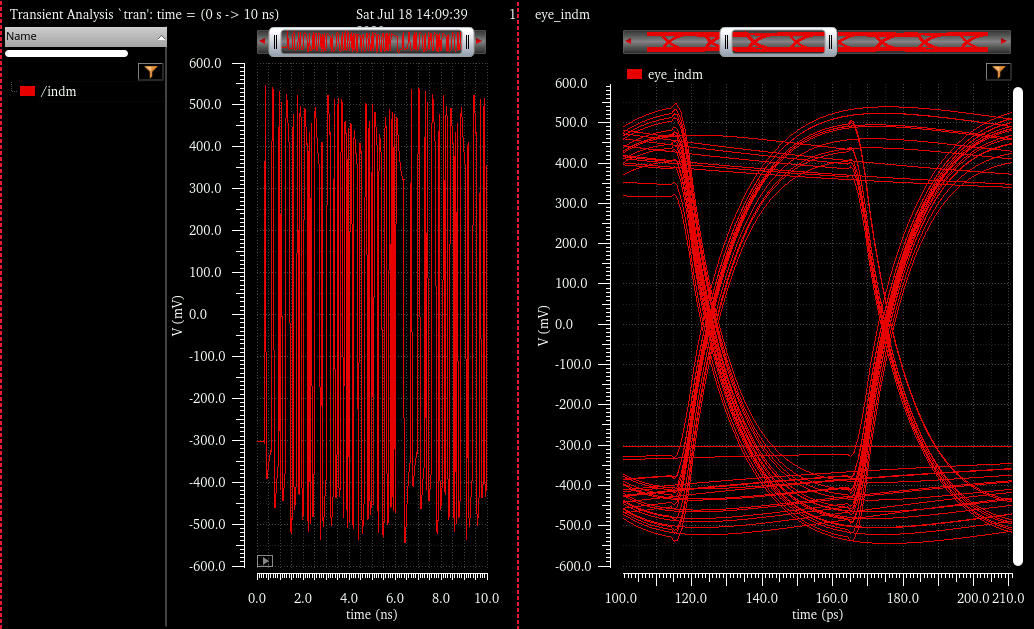 Transient Analysis `tran': time = (0 s -> 10 ns)
Sat Jul 18 14:09:39
1
Name
/indm
600.0
500.0
400.0
300.0
200.0
100.0
0.0
-100.0
-200.0
-300.0
-400.0
-500.0
-600.0
V (mV)
0.0 2.0 4.0 6.0 8.0 10.0
time (ns)
eye_indm
eye_indm
600.0
500.0
400.0
300.0
200.0
100.0
0.0
-100.0
-200.0
-300.0
-400.0
-500.0
-600.0
V (mV)
100.0 120.0 140.0 160.0 180.0 200.0 210.0
time (ps)